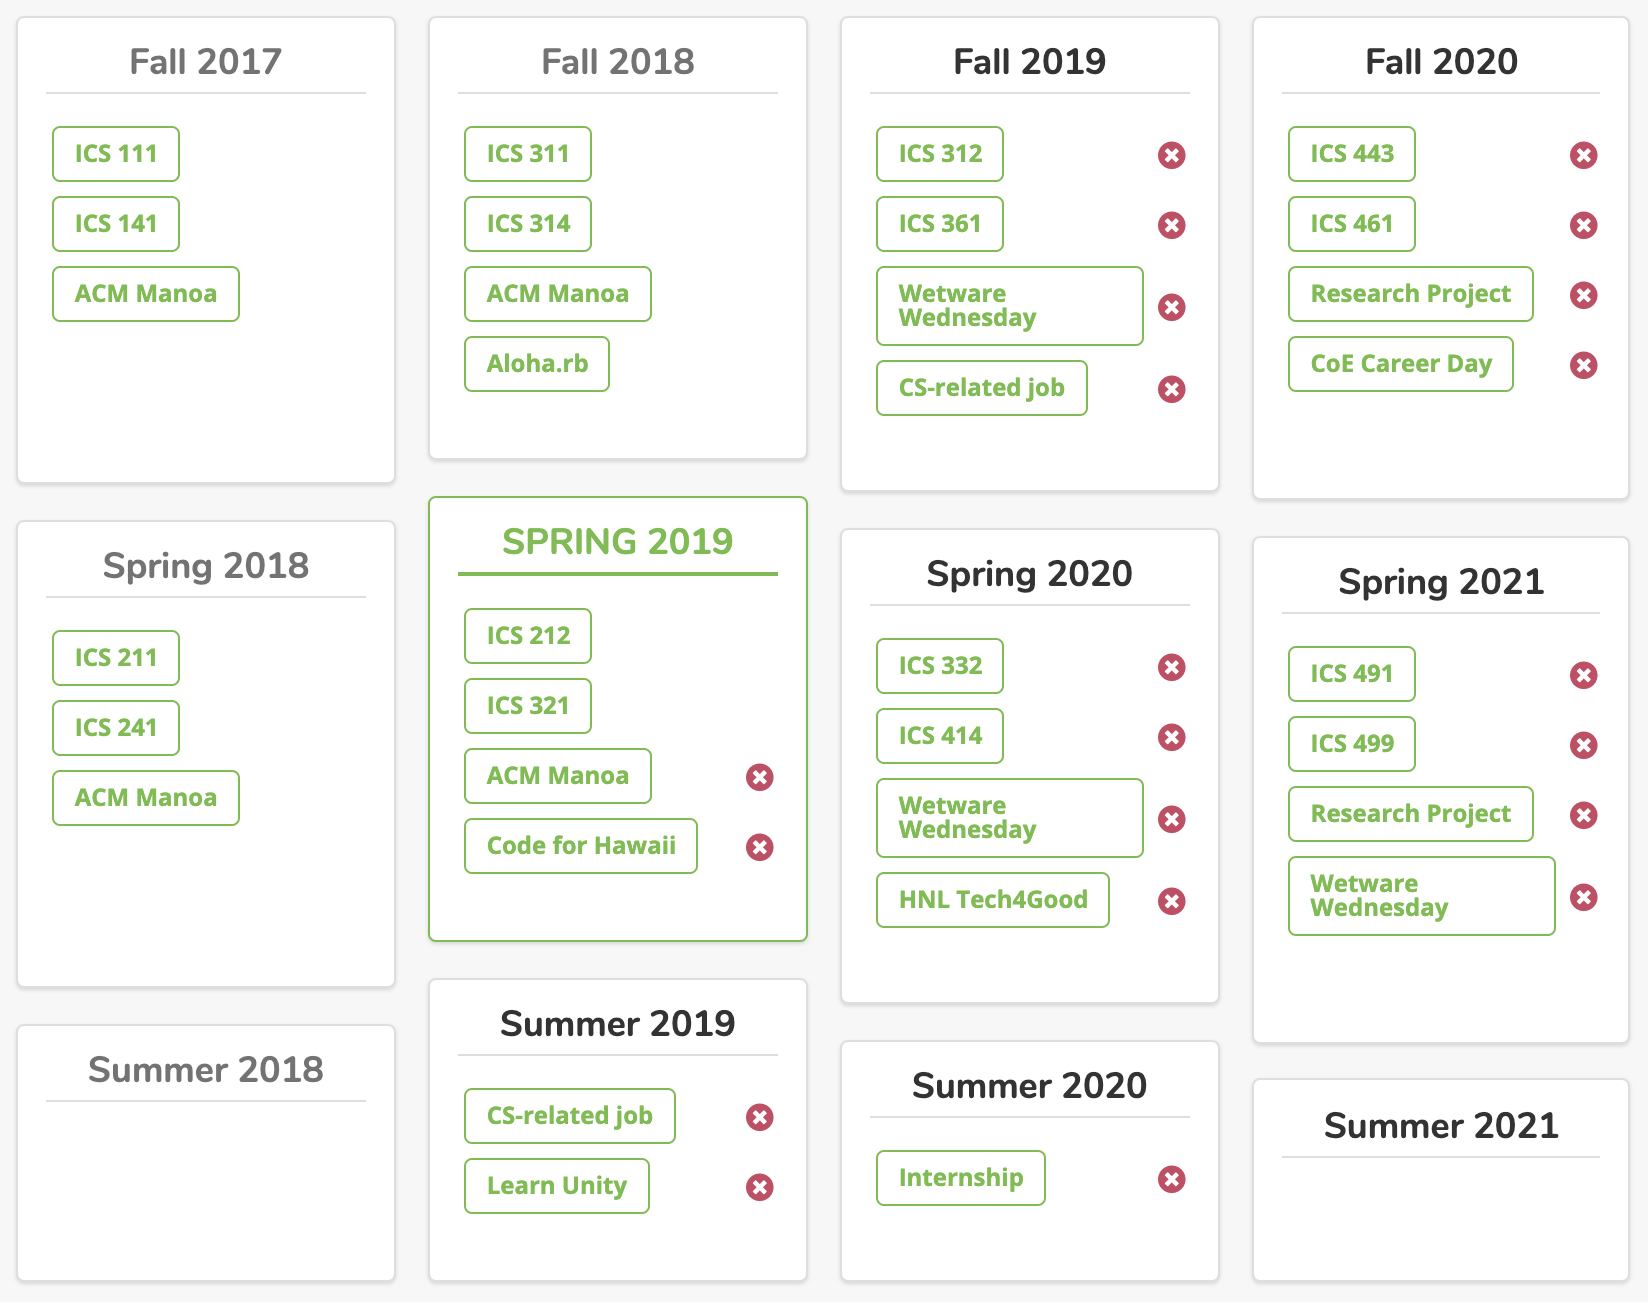 Fall 2017
ICS 111
ICS 141
ACM Manoa
Spring 2018
ICS 211
ICS 241
ACM Manoa
Summer 2018
Fall 2018
ICS 311
ICS 314
ACM Manoa
Aloha.rb
SPRING 2019
ICS 212
ICS 321
ACM Manoa
Code for Hawaii
Summer 2019
CS-related job
Learn Unity
Fall 2019
ICS 312
ICS 361
Wetware
Wednesday
CS-related job
Spring 2020
ICS 332
ICS 414
Wetware
Wednesday
HNL Tech4Good
Summer 2020
Internship
Fall 2020
ICS 443
ICS 461
Research Project
CoE Career Day
Spring 2021
ICS 491
ICS 499
Research Project
Wetware
Wednesday
Summer 2021